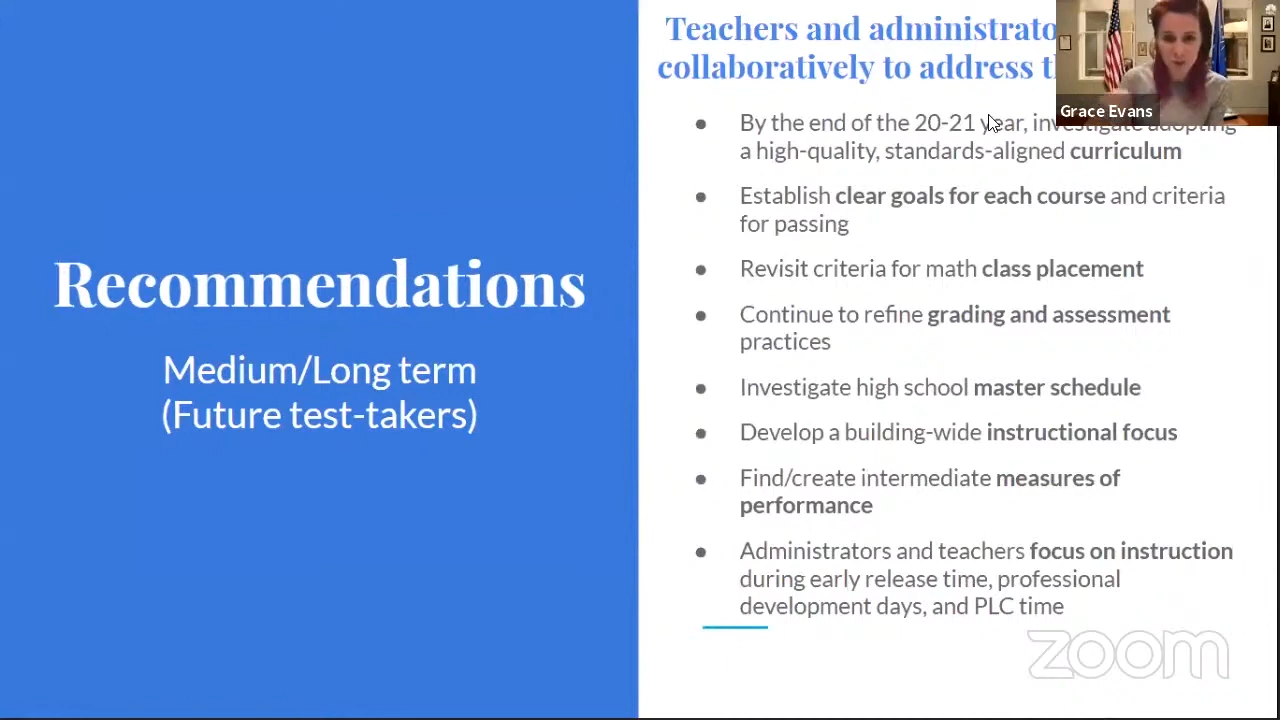 Teachers and administrato
collaboratively to address t
Grace Evans
By the end of the 20-21 year, investigate adopting
a high-quality, standards-aligned curriculum
Establish clear goals for each course and criteria
for passing
Revisit criteria for math class placement
Continue to refine grading and assessment
practices
Investigate high school master schedule
Develop a building-wide instructional focus
Find/create intermediate measures of
performance
Administrators and teachers focus on instruction
during early release time, professional
development days, and PLC time
Recommendations
Medium/Long term
(Future test-takers)
zoom